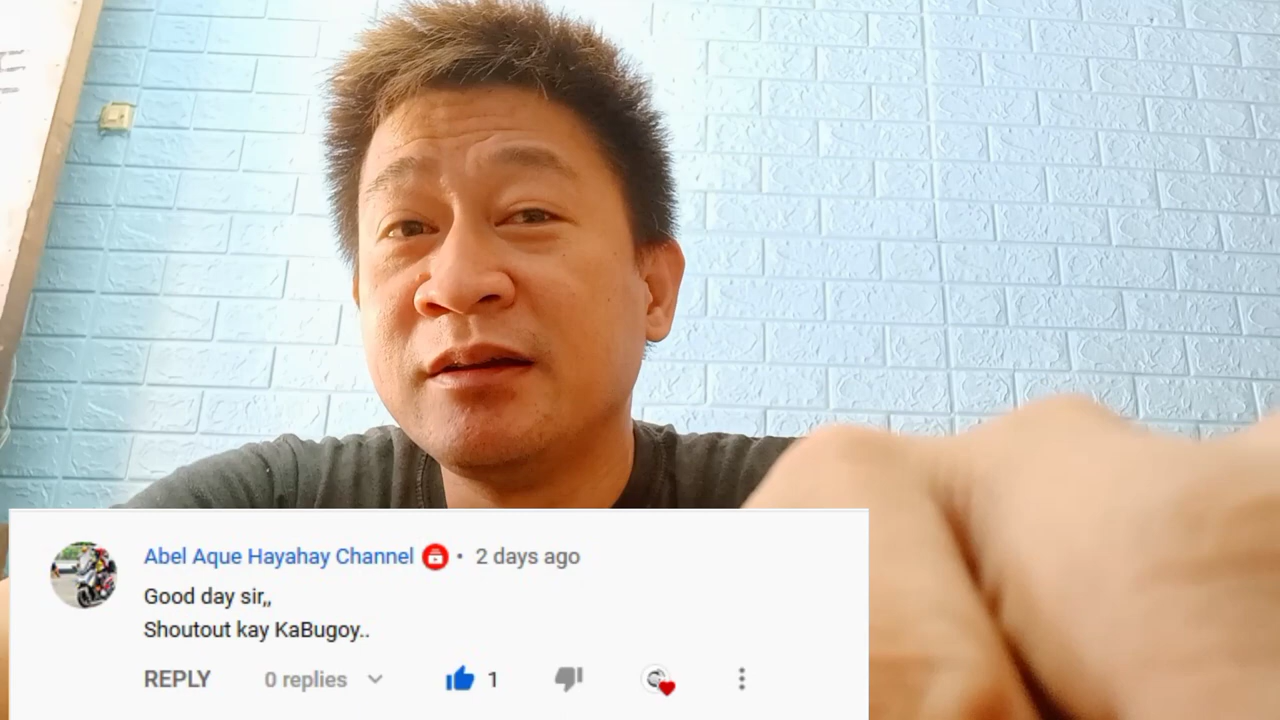 Abel Aque Hayahay Channel • 2 days ago
Good day sir,,
Shoutout kay KaBugoy..
REPLY 0 replies 1